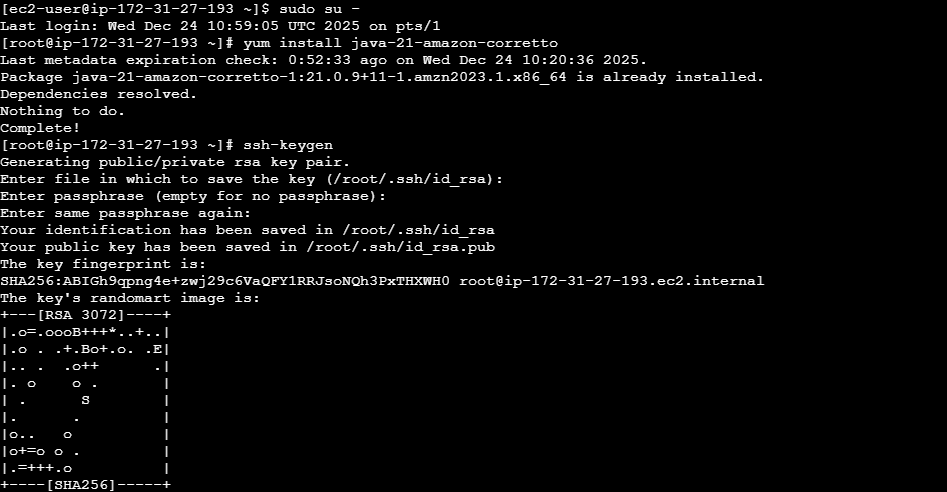 [ec2-user@ip-172-31-27-193 ~]$ sudo su -
Last login: Wed Dec 24 10:59:05 UTC 2025 on pts/1
[root@ip-172-31-27-193 ~]# yum install java-21-amazon-corretto
Last metadata expiration check: 0:52:33 ago on Wed Dec 24 10:20:36 2025.
Package java-21-amazon-corretto-1:21.0.9+11-1.amzn2023.1.x86_64 is already installed.
Dependencies resolved.
Nothing to do.
Complete!
[root@ip-172-31-27-193 ~]# ssh-keygen
Generating public/private rsa key pair.
Enter file in which to save the key (/root/.ssh/id_rsa):
Enter passphrase (empty for no passphrase):
Enter same passphrase again:
Your identification has been saved in /root/.ssh/id_rsa
Your public key has been saved in /root/.ssh/id_rsa.pub
The key fingerprint is:
SHA256:ABIGh9qpng4e+zwj29c6VaQFY1RRJsoNQh3PxTHXWH0 root@ip-172-31-27-193.ec2.internal
The key's randomart image is:
+---[RSA 3072]----+
|.o=.oooB+++*..+..|
|.o . .+.Bo+.o. .E|
|.. .  .o++      .|
|. o    o .       |
| .      S        |
|.      .         |
|o..   o          |
|o+=o o .         |
|.=+++.o          |
+----[SHA256]-----+